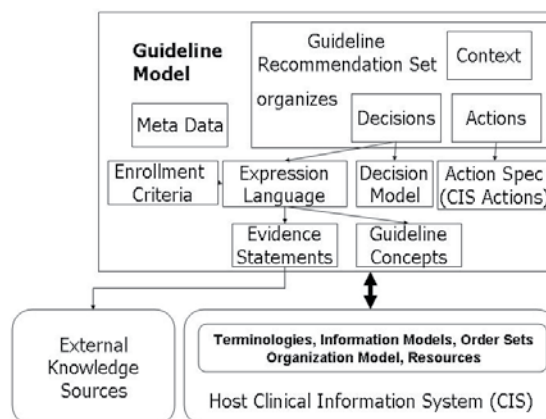 Guideline
Model
Guideline
Recommendation Set
Context
organizes
Meta Data
Decisions
Actions
Enrollment
Criteria
Expression
Language
Decision
Model
Action Spec
(CIS Actions)
Evidence
Statements
Guideline
Concepts
External
Knowledge
Sources
Terminologies, Information Models, Order Sets
Organization Model, Resources
Host Clinical Information System (CIS)